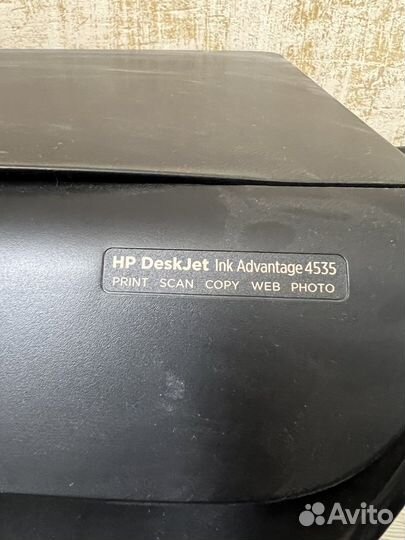 HP DeskJet Ink Advantage 4535
PRINT SCAN COPY WEB PHOTO
Avito